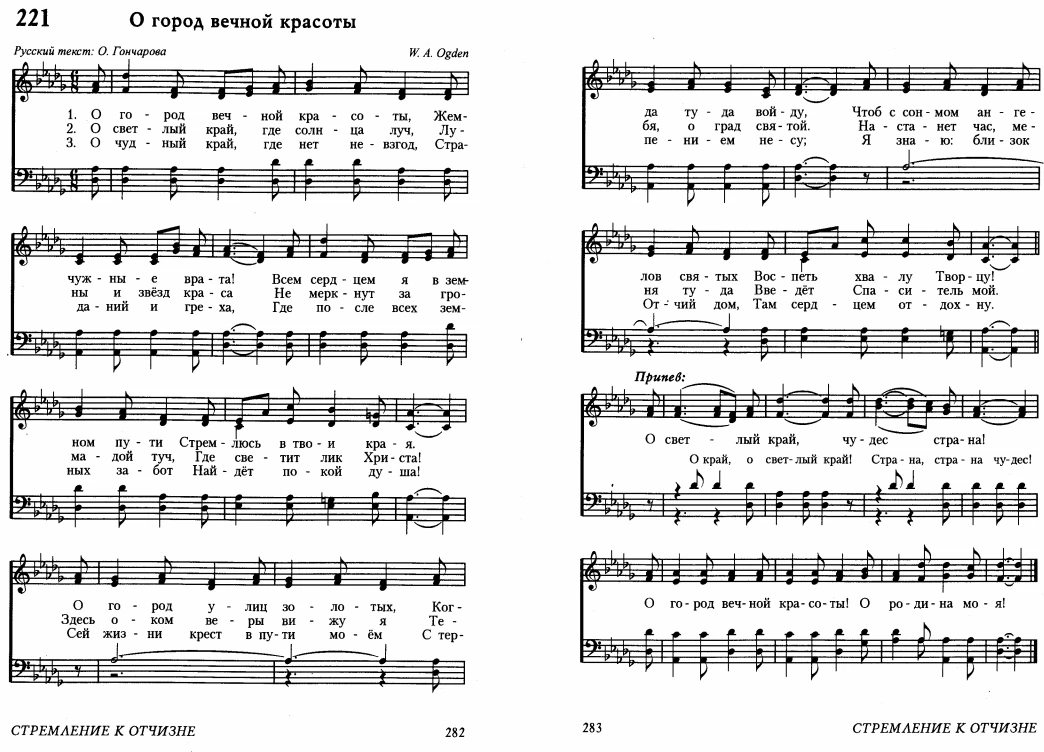 221 О город вечной красоты
Русский текст: О. Гончарова W. A. Ogden
1. О го - род веч - ной кра - со - ты, Жем-
2. О свет - лый край, где солн - ца луч, Лу-
3. О чуд - ный край, где нет не - взгод, Стра-
чуж - ны - е вра - та! Всем серд - цем я в зем-
ны и звёзд кра - са Не мерк - нут за гро-
да - ний и гре - ха, Где по - сле всех зем-
ном пу - ти Стрем - люсь в тво - и кра - я.
ма - дой туч, Где све - тит лик Хри - ста!
ных за - бот Най - дёт по - кой ду - ша!
О го - род у - лиц зо - ло - тых, Ког-
Здесь о - ком ве - ры ви - жу я Те-
Сей жиз - ни крест в пу - ти мо - ём С тер-
СТРЕМЛЕНИЕ К ОТЧИЗНЕ 282
да ту - да вой - ду, Чтоб с сон - мом ан - ге-
бя, о град свя - той. На - ста - нет час, ме-
пе - ни - ем не - су; Я зна - ю: бли - зок
лов свя - тых Вос - петь хва - лу Твор - цу!
ня ту - да Вве - дёт Спа - си - тель мой.
От - чий дом, Там серд - цем от - дох - ну.
Припев:
О свет - лый край, чу - дес стра - на!
О край, о свет - лый край! Стра - на, стра - на чу - дес!
О го - род веч - ной кра - со - ты! О ро - ди - на мо - я!
283 СТРЕМЛЕНИЕ К ОТЧИЗНЕ